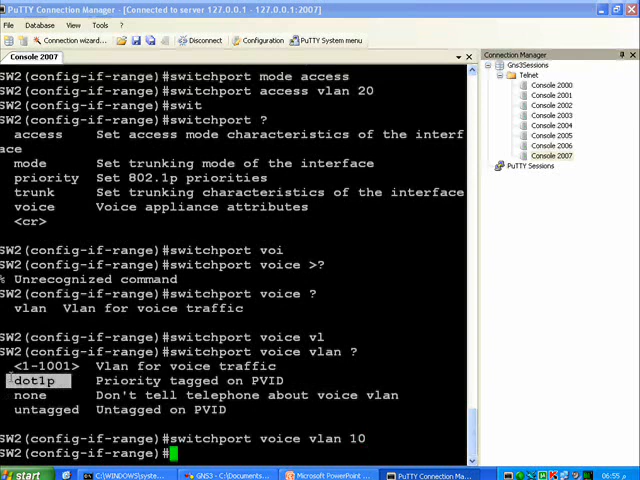 PuTTY Connection Manager - [Connected to server 127.0.0.1 - 127.0.0.1:2007]
File Database View Tools ?
Connection wizard... Disconnect Configuration PuTTY System menu
Console 2007
Connection Manager
Gns3Sessions
Telnet
Console 2000
Console 2001
Console 2002
Console 2003
Console 2004
Console 2005
Console 2006
Console 2007
PuTTY Sessions
SW2(config-if-range)#switchport mode access
SW2(config-if-range)#switchport access vlan 20
SW2(config-if-range)#swit
SW2(config-if-range)#switchport ?
access Set access mode characteristics of the interf
ace
mode Set trunking mode of the interface
priority Set 802.1p priorities
trunk Set trunking characteristics of the interface
voice Voice appliance attributes
<cr>
SW2(config-if-range)#switchport voi
SW2(config-if-range)#switchport voice >?
% Unrecognized command
SW2(config-if-range)#switchport voice ?
vlan Vlan for voice traffic
SW2(config-if-range)#switchport voice vl
SW2(config-if-range)#switchport voice vlan ?
<1-1001> Vlan for voice traffic
dot1p Priority tagged on PVID
none Don't tell telephone about voice vlan
untagged Untagged on PVID
SW2(config-if-range)#switchport voice vlan 10
SW2(config-if-range)#
start C:\WINDOWS\syste... GNS3 - C:\Documents... Microsoft PowerPoint ... PuTTY Connection Man...